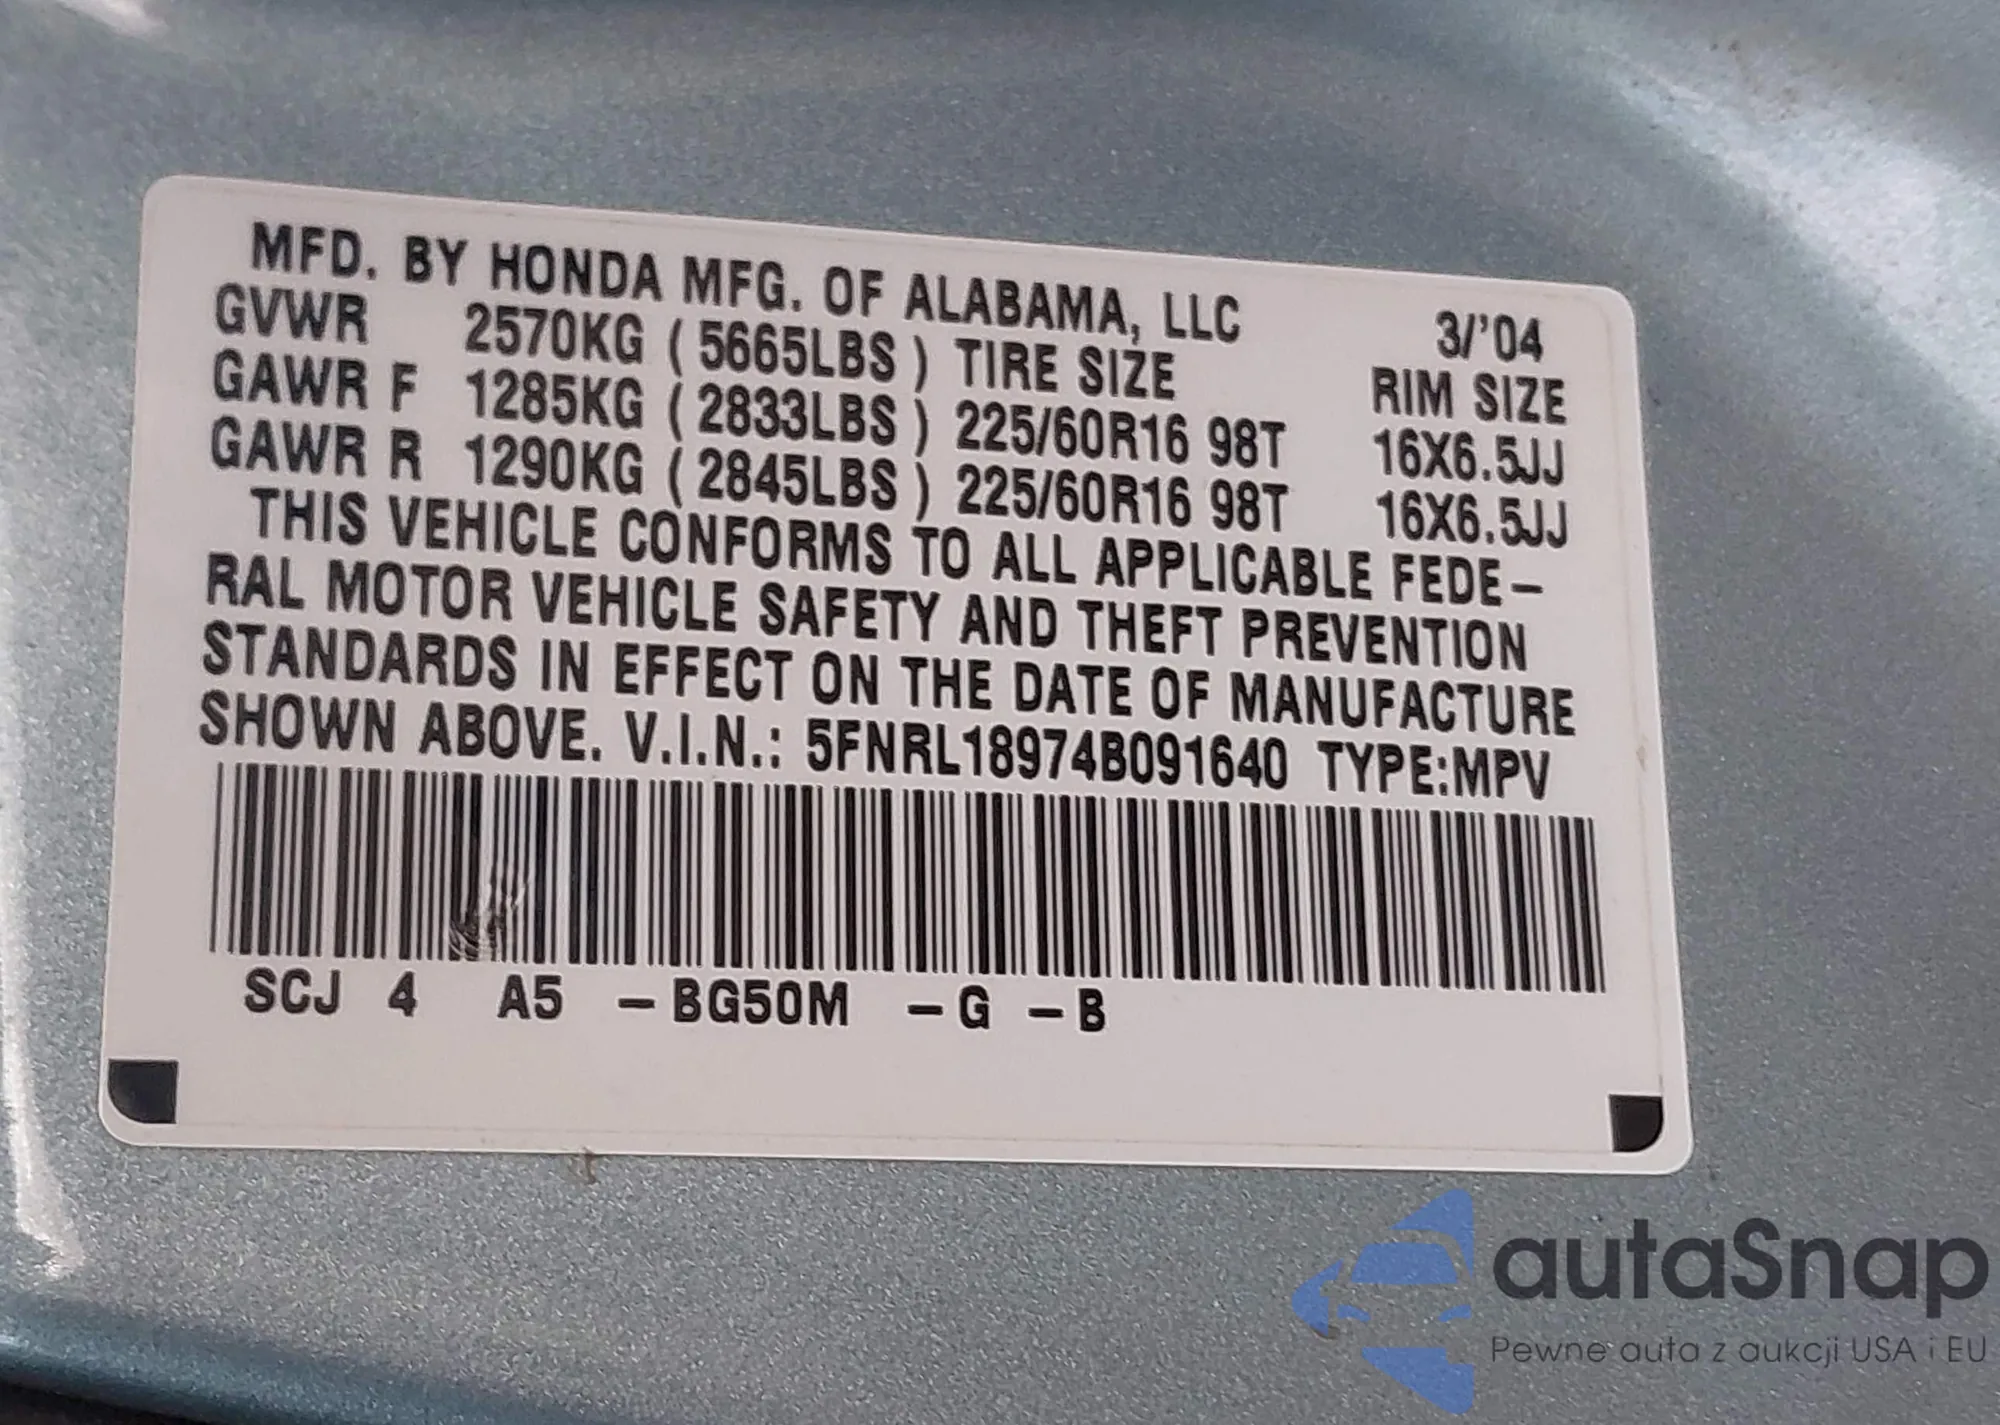 MFD. BY HONDA MFG. OF ALABAMA, LLC 3/'04
GVWR 2570KG ( 5665LBS ) TIRE SIZE RIM SIZE
GAWR F 1285KG ( 2833LBS ) 225/60R16 98T 16X6.5JJ
GAWR R 1290KG ( 2845LBS ) 225/60R16 98T 16X6.5JJ
THIS VEHICLE CONFORMS TO ALL APPLICABLE FEDE-
RAL MOTOR VEHICLE SAFETY AND THEFT PREVENTION
STANDARDS IN EFFECT ON THE DATE OF MANUFACTURE
SHOWN ABOVE. V.I.N.: 5FNRL18974B091640 TYPE:MPV
SCJ 4 A5 -BG50M -G -B
autaSnap
Pewne auta z aukcji USA i EU